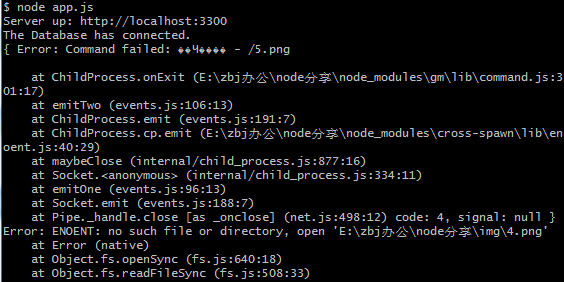 $ node app.js
Server up: http://localhost:3300
The Database has connected.
{ Error: Command failed: ��Ч���� - /5.png
at ChildProcess.onExit (E:\zbj办公\node分享\node_modules\gm\lib\command.js:3
01:17)
at emitTwo (events.js:106:13)
at ChildProcess.emit (events.js:191:7)
at ChildProcess.cp.emit (E:\zbj办公\node分享\node_modules\cross-spawn\lib\en
oent.js:40:29)
at maybeClose (internal/child_process.js:877:16)
at Socket.<anonymous> (internal/child_process.js:334:11)
at emitOne (events.js:96:13)
at Socket.emit (events.js:188:7)
at Pipe._handle.close [as _onclose] (net.js:498:12) code: 4, signal: null }
Error: ENOENT: no such file or directory, open 'E:\zbj办公\node分享\img\4.png'
at Error (native)
at Object.fs.openSync (fs.js:640:18)
at Object.fs.readFileSync (fs.js:508:33)